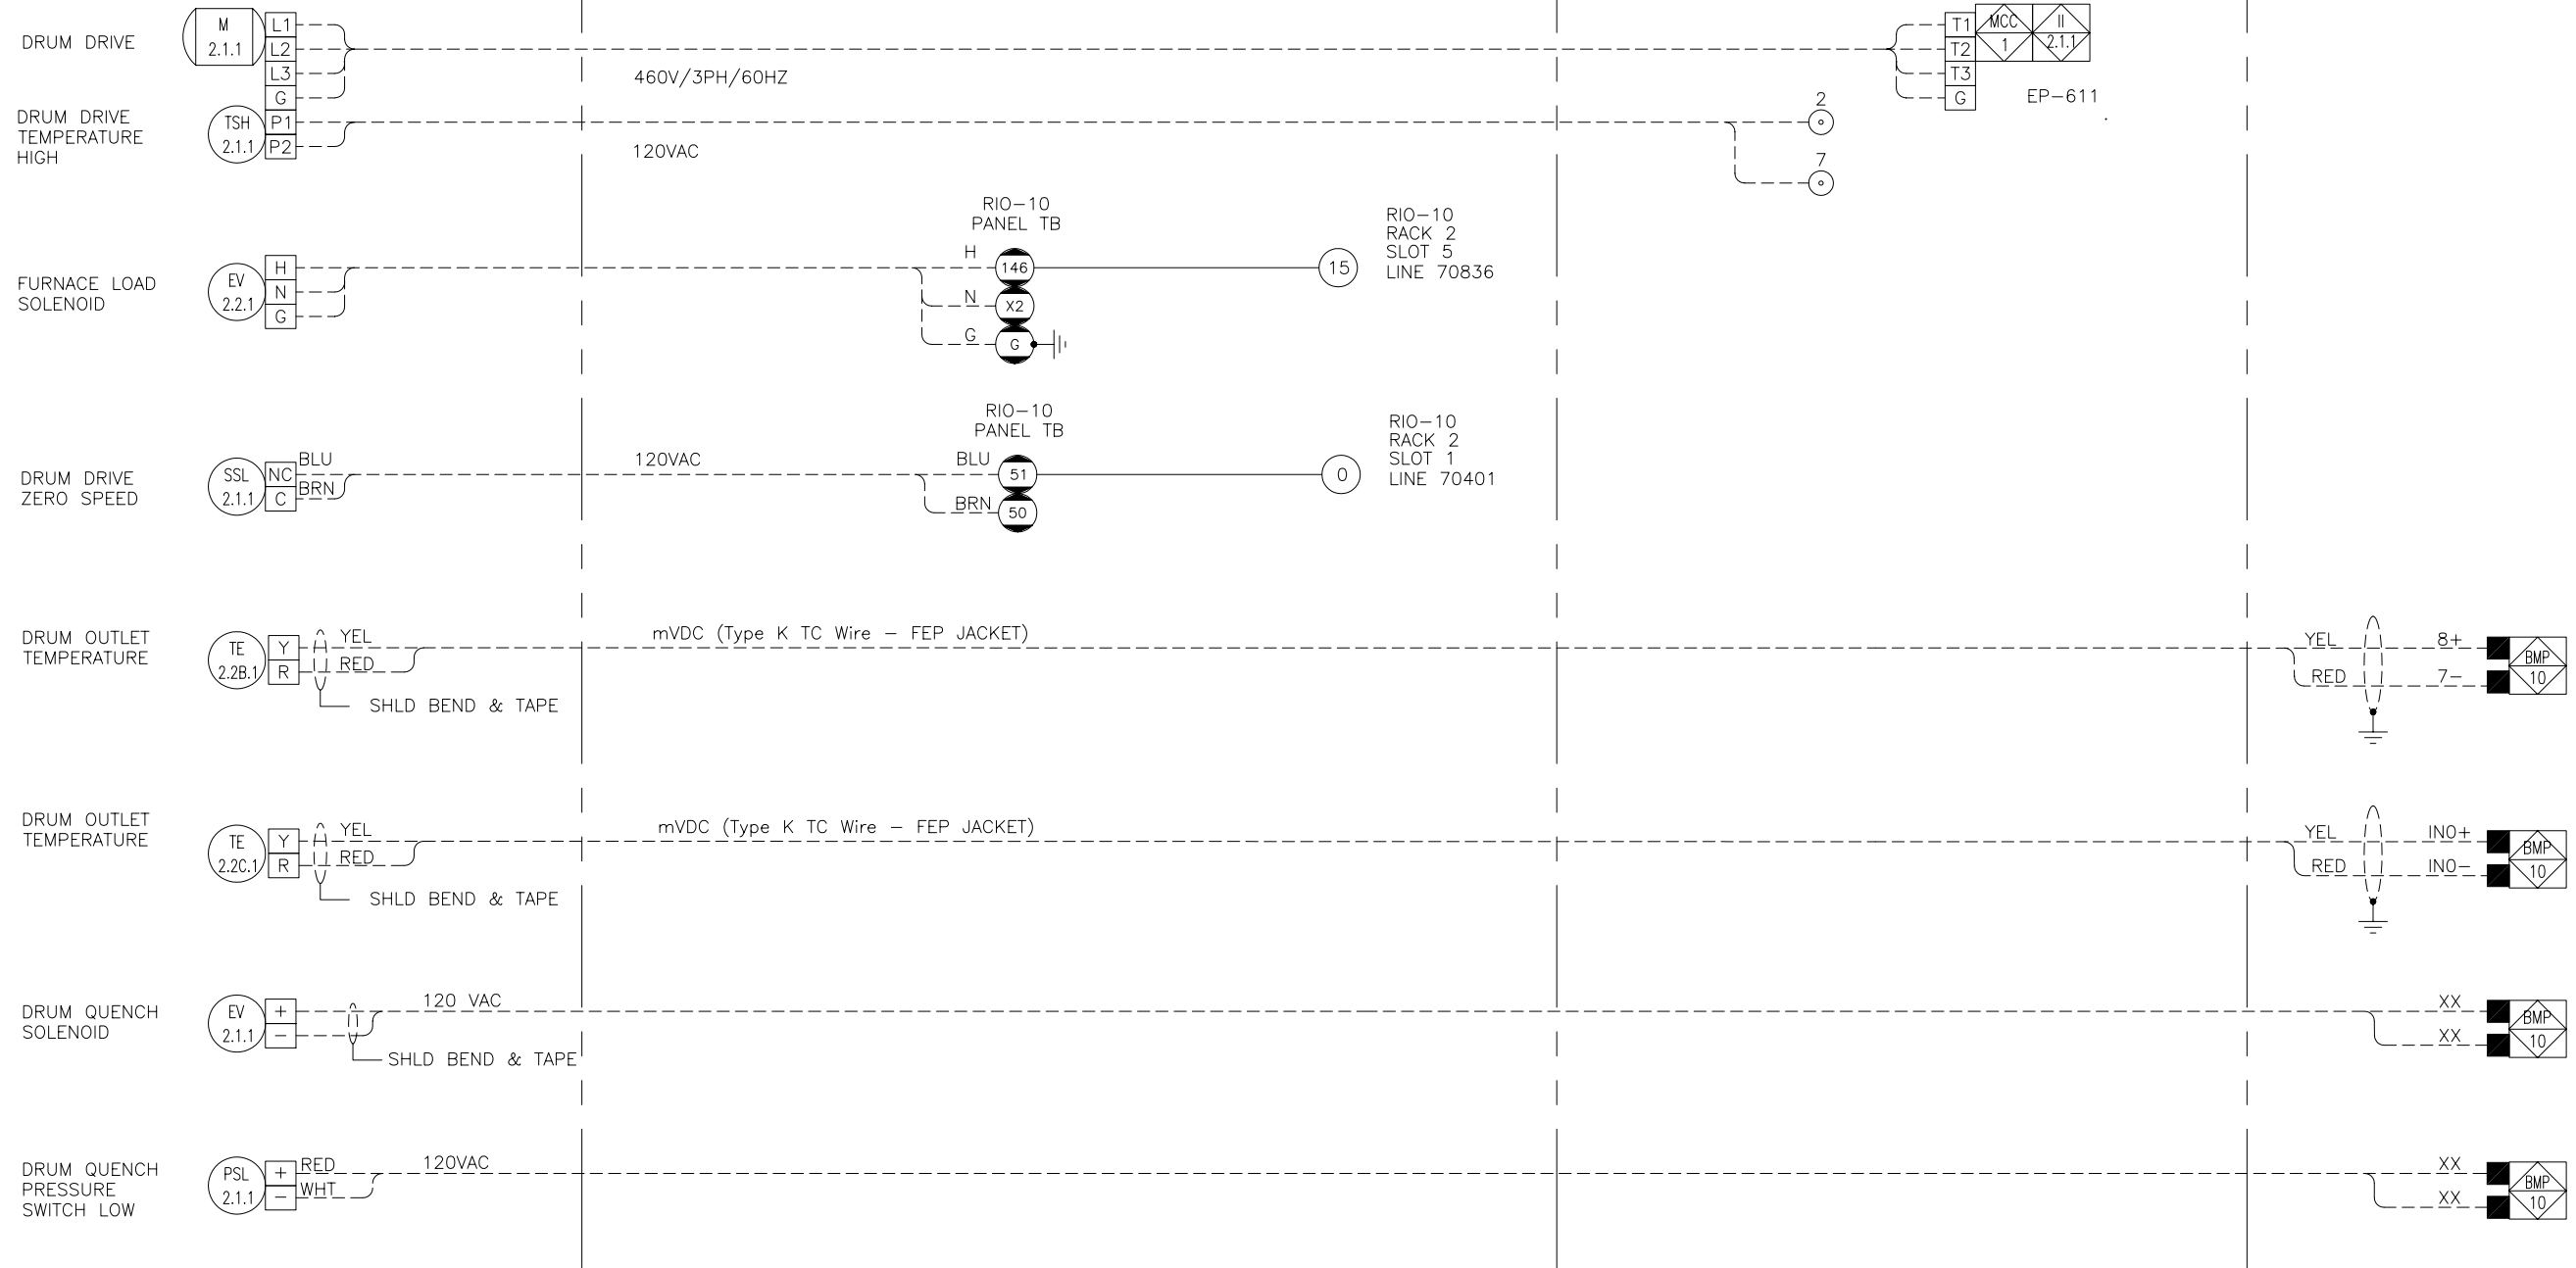 DRUM DRIVE
M
2.1.1
L1
L2
L3
G
460V/3PH/60HZ
T1
T2
T3
G
MCC
1
II
2.1.1
EP-611
DRUM DRIVE
TEMPERATURE
HIGH
TSH
2.1.1
P1
P2
120VAC
2
7
FURNACE LOAD
SOLENOID
EV
2.2.1
H
N
G
RIO-10
PANEL TB
H
146
N
X2
G
G
15
RIO-10
RACK 2
SLOT 5
LINE 70836
DRUM DRIVE
ZERO SPEED
SSL
2.1.1
NC
C
BLU
BRN
120VAC
RIO-10
PANEL TB
BLU
51
BRN
50
0
RIO-10
RACK 2
SLOT 1
LINE 70401
DRUM OUTLET
TEMPERATURE
TE
2.2B.1
Y
R
YEL
RED
SHLD BEND & TAPE
mVDC (Type K TC Wire - FEP JACKET)
YEL
RED
8+
7-
BMP
10
DRUM OUTLET
TEMPERATURE
TE
2.2C.1
Y
R
YEL
RED
SHLD BEND & TAPE
mVDC (Type K TC Wire - FEP JACKET)
YEL
RED
IN0+
IN0-
BMP
10
DRUM QUENCH
SOLENOID
EV
2.1.1
+
-
120 VAC
SHLD BEND & TAPE
XX
XX
BMP
10
DRUM QUENCH
PRESSURE
SWITCH LOW
PSL
2.1.1
+
-
RED
WHT
120VAC
XX
XX
BMP
10